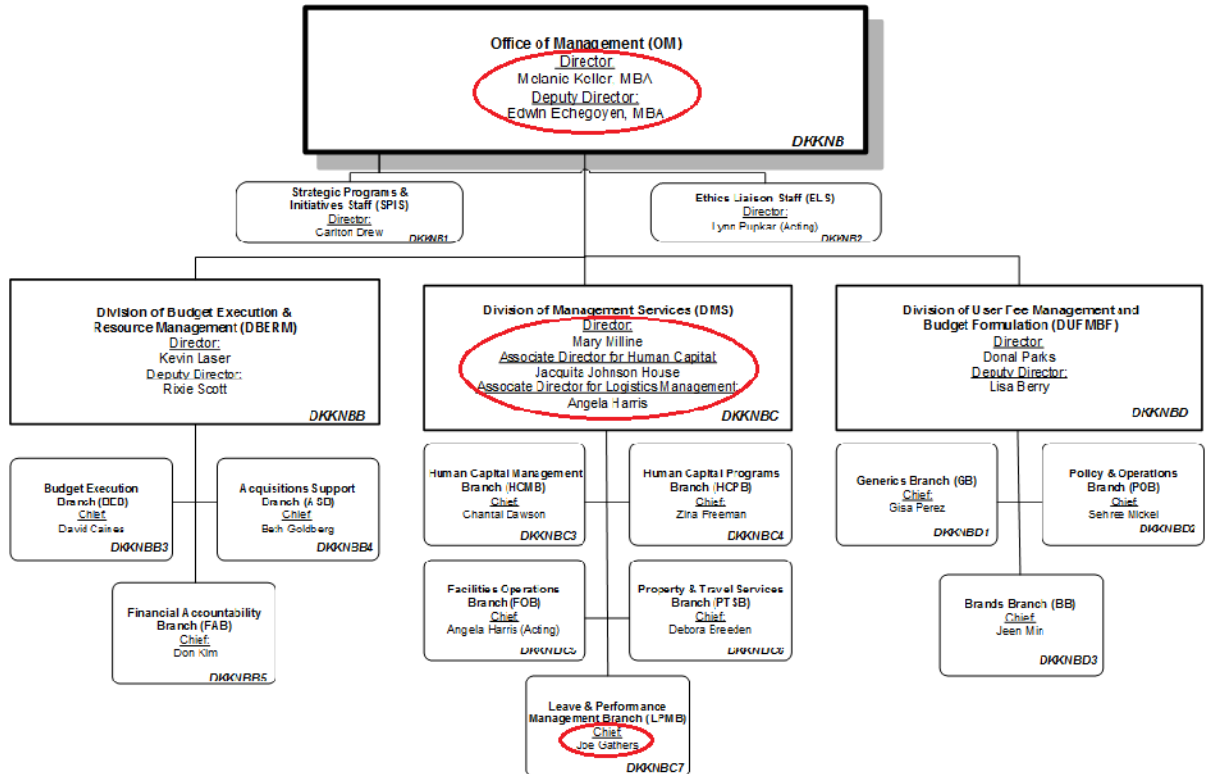 Office of Management (OM)
Director
Melanie Keller, MBA
Deputy Director:
Edwin Echegoyen, MBA
DKKNB
Strategic Programs &
Initiatives Staff (SPIS)
Director:
Carlton Drew
DKKNB1
Ethics Liaison Staff (ELS)
Director:
Lynn Pupkar (Acting)
DKKNB2
Division of Budget Execution &
Resource Management (DBERM)
Director:
Kevin Laser
Deputy Director:
Rixie Scott
DKKNBB
Division of Management Services (DMS)
Director:
Mary Milline
Associate Director for Human Capital
Jacquita Johnson House
Assocate Director for Logistics Management:
Angela Harris
DKKNBC
Division of User Fee Management and
Budget Formulation (DUFMBF)
Director
Donal Parks
Deputy Director:
Lisa Berry
DKKNBD
Budget Execution
Branch (BEB)
Chief
David Caines
DKKNBB3
Acquisitions Support
Branch (ASB)
Chief:
Beth Goldberg
DKKNBB4
Financial Accountability
Branch (FAB)
Chief:
Don Kim
DKKNBB5
Human Capital Management
Branch (HCMB)
Chief
Chantal Dawson
DKKNBC3
Human Capital Programs
Branch (HCPB)
Chief:
Zina Freeman
DKKNBC4
Facilities Operations
Branch (FOB)
Chief
Angela Harris (Acting)
DKKNBC5
Property & Travel Services
Branch (PTSB)
Chief
Debora Breeden
DKKNBC6
Leave & Performance
Management Branch (LPMB)
Chief
Joe Gathers
DKKNBC7
Generics Branch (GB)
Chief:
Gisa Perez
DKKNBD1
Policy & Operations
Branch (POB)
Chief
Mickel
DKKNBD2
Brands Branch (BB)
Chief
Jeen Min
DKKNBD3